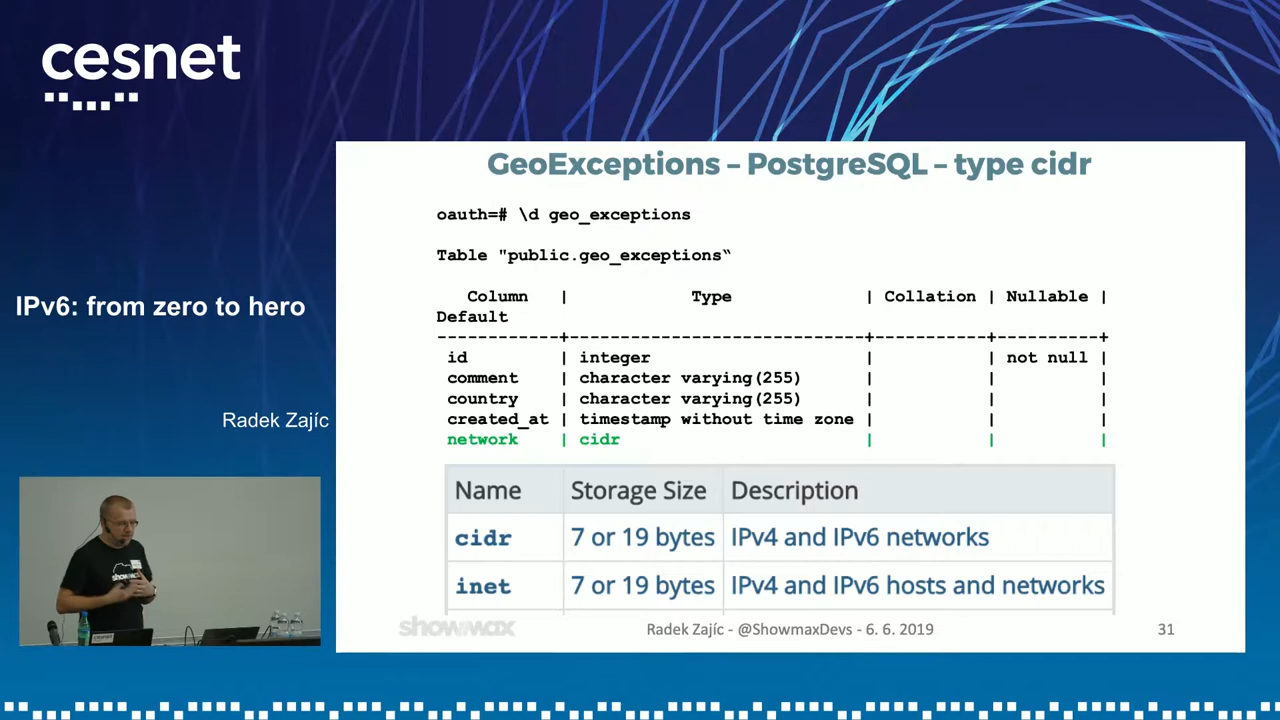 cesnet
IPv6: from zero to hero
Radek Zajíc
GeoExceptions – PostgreSQL – type cidr
oauth=# \d geo_exceptions
Table "public.geo_exceptions“
Column | Type | Collation | Nullable |
Default
------------+-----------------------------+-----------+----------+
id | integer | | not null |
comment | character varying(255) | | |
country | character varying(255) | | |
created_at | timestamp without time zone | | |
network | cidr | | |
Name Storage Size Description
cidr 7 or 19 bytes IPv4 and IPv6 networks
inet 7 or 19 bytes IPv4 and IPv6 hosts and networks
showmax Radek Zajíc - @ShowmaxDevs - 6. 6. 2019 31
showmax
cesnet